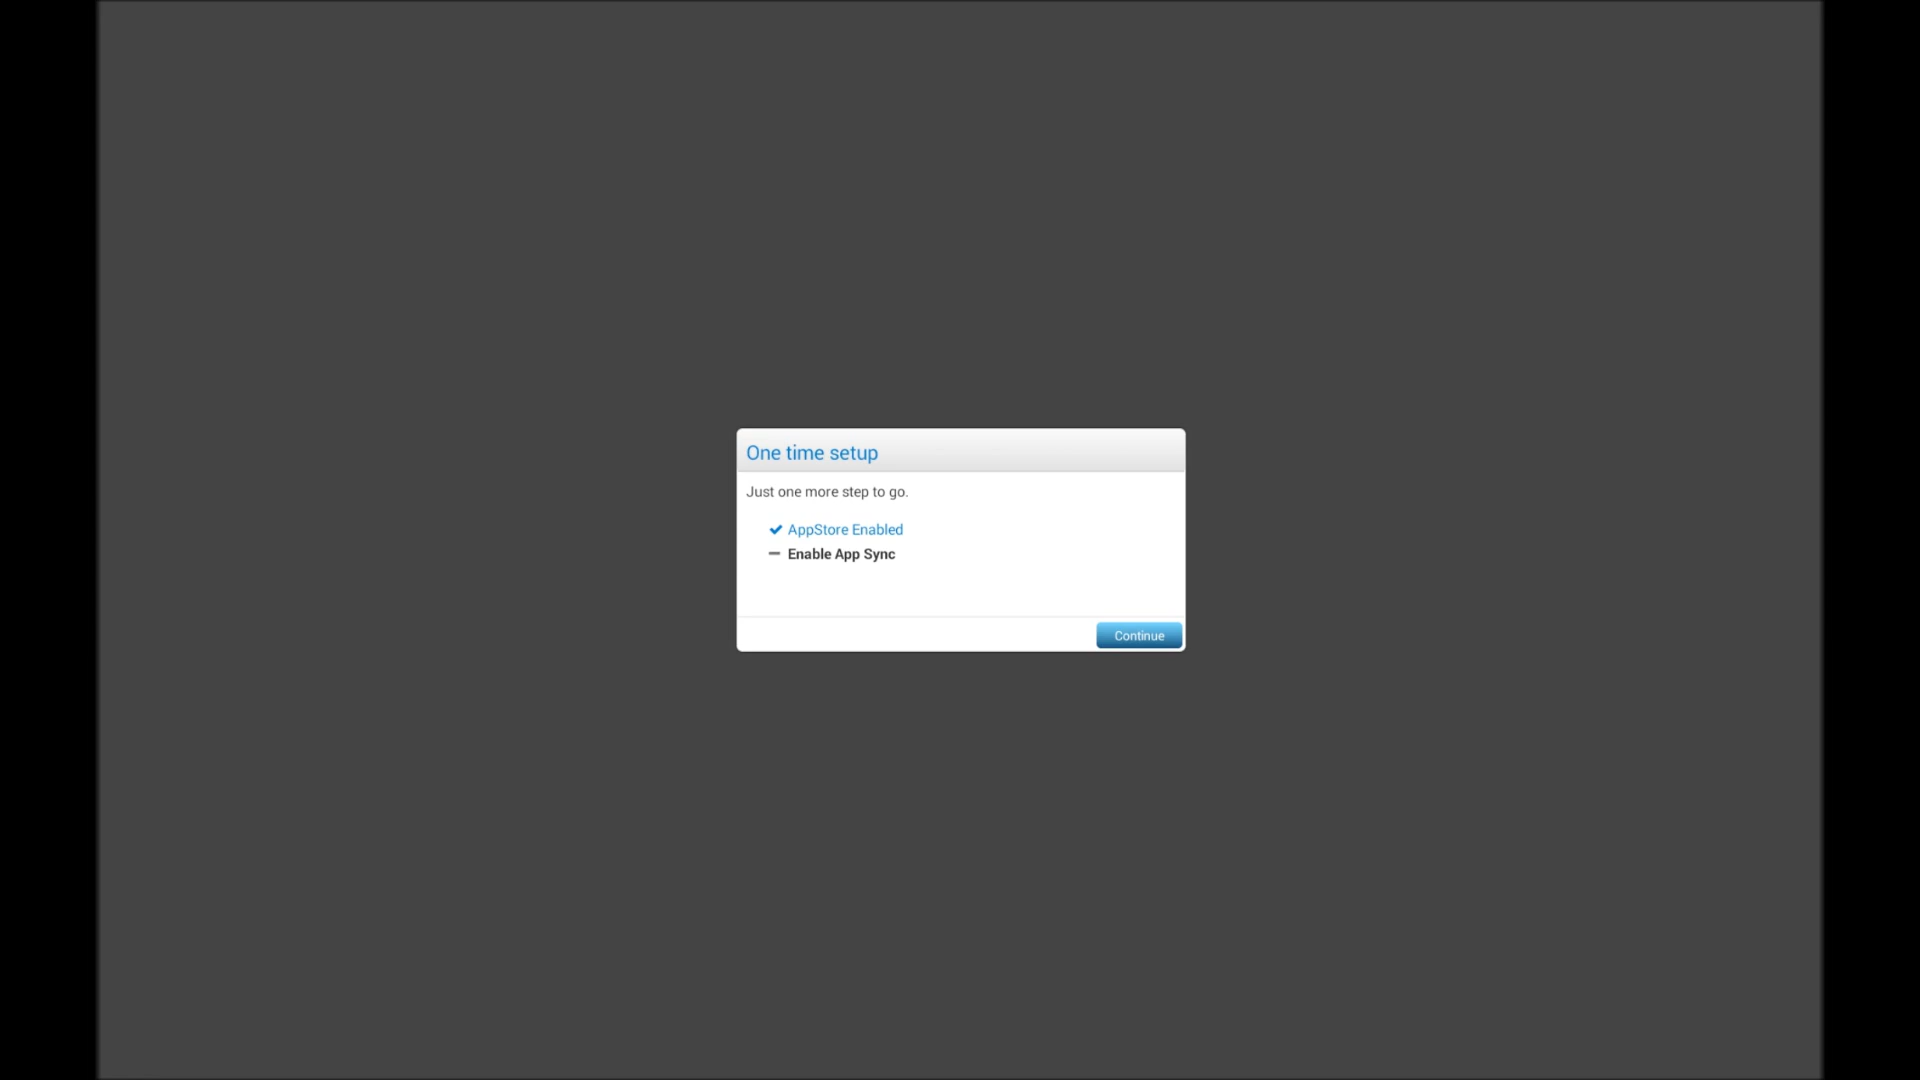 One time setup
Just one more step to go.
AppStore Enabled
Enable App Sync
Continue